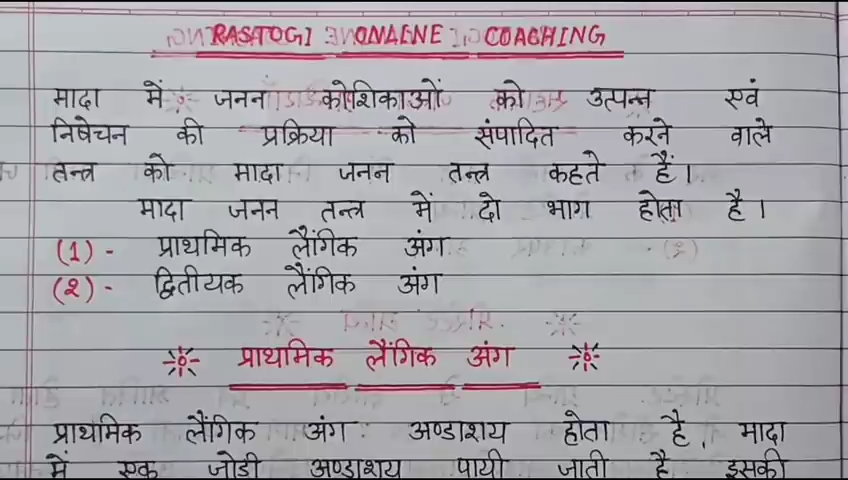 RASTOGI ONLINE COACHING
मादा में जनन कोशिकाओं को उत्पन्न एवं
निषेचन की प्रक्रिया को संपादित करने वाले
तन्त्र को मादा जनन तन्त्र कहते हैं।
मादा जनन तन्त्र में दो भाग होता है।
(1) - प्राथमिक लैंगिक अंग
(२) - द्वितीयक लैंगिक अंग
प्राथमिक लैंगिक अंग
प्राथमिक लैंगिक अंग अण्डाशय होता है, मादा
में एक जोडी अण्डाशय पायी जाती है इसकी